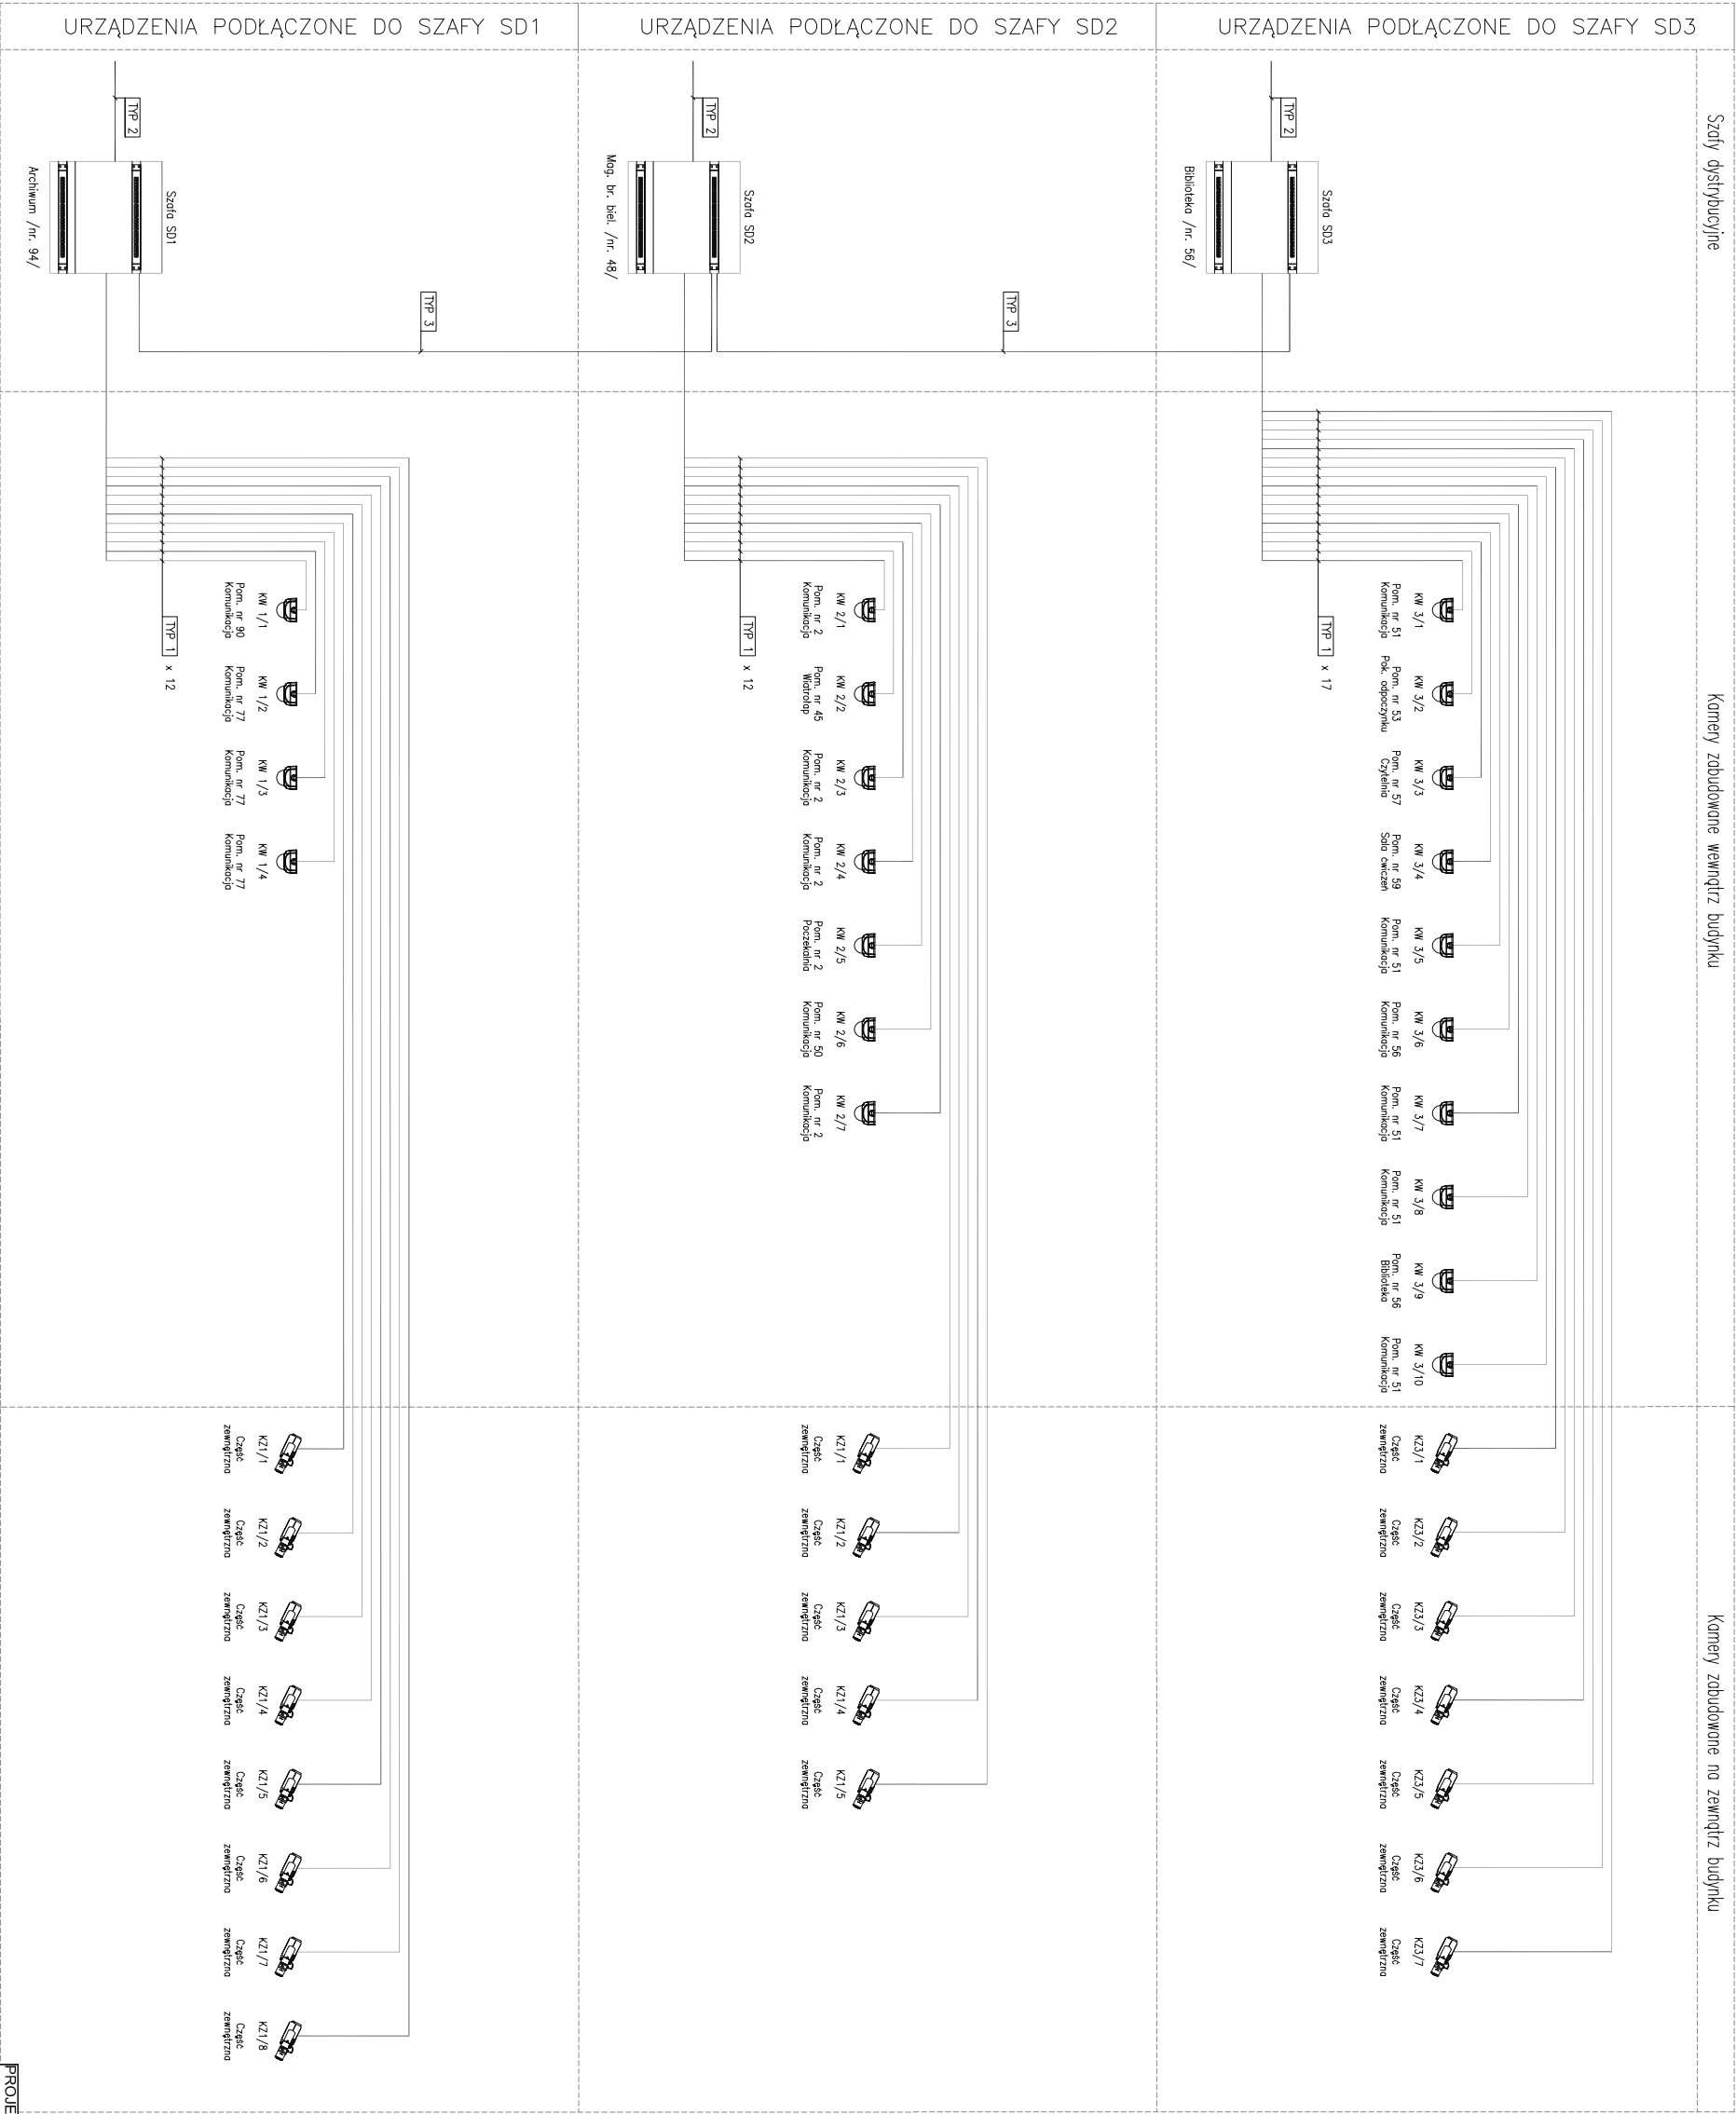 Szafy dystrybucyjne
Kamery zabudowane wewnątrz budynku
Kamery zabudowane na zewnątrz budynku
URZĄDZENIA PODŁĄCZONE DO SZAFY SD3
TYP 2
Szafa SD3
Biblioteka /nr. 56/
TYP 3
TYP 1
x 17
KW 3/1
Pom. nr 51
Komunikacja
KW 3/2
Pom. nr 53
Pok. odpoczynku
KW 3/3
Pom. nr 57
Czytelnia
KW 3/4
Pom. nr 59
Sala ćwiczeń
KW 3/5
Pom. nr 51
Komunikacja
KW 3/6
Pom. nr 56
Komunikacja
KW 3/7
Pom. nr 51
Komunikacja
KW 3/8
Pom. nr 51
Komunikacja
KW 3/9
Pom. nr 56
Biblioteka
KW 3/10
Pom. nr 51
Komunikacja
KZ3/1
Część
zewnętrzna
KZ3/2
Część
zewnętrzna
KZ3/3
Część
zewnętrzna
KZ3/4
Część
zewnętrzna
KZ3/5
Część
zewnętrzna
KZ3/6
Część
zewnętrzna
KZ3/7
Część
zewnętrzna
URZĄDZENIA PODŁĄCZONE DO SZAFY SD2
TYP 2
Szafa SD2
Mag. br. biel. /nr. 48/
TYP 3
TYP 1
x 12
KW 2/1
Pom. nr 2
Komunikacja
KW 2/2
Pom. nr 45
Wiatrołap
KW 2/3
Pom. nr 2
Komunikacja
KW 2/4
Pom. nr 2
Komunikacja
KW 2/5
Pom. nr 2
Poczekalnia
KW 2/6
Pom. nr 50
Komunikacja
KW 2/7
Pom. nr 2
Komunikacja
KZ1/1
Część
zewnętrzna
KZ1/2
Część
zewnętrzna
KZ1/3
Część
zewnętrzna
KZ1/4
Część
zewnętrzna
KZ1/5
Część
zewnętrzna
URZĄDZENIA PODŁĄCZONE DO SZAFY SD1
TYP 2
Szafa SD1
Archiwum /nr. 94/
TYP 1
x 12
KW 1/1
Pom. nr 90
Komunikacja
KW 1/2
Pom. nr 77
Komunikacja
KW 1/3
Pom. nr 77
Komunikacja
KW 1/4
Pom. nr 77
Komunikacja
KZ1/1
Część
zewnętrzna
KZ1/2
Część
zewnętrzna
KZ1/3
Część
zewnętrzna
KZ1/4
Część
zewnętrzna
KZ1/5
Część
zewnętrzna
KZ1/6
Część
zewnętrzna
KZ1/7
Część
zewnętrzna
KZ1/8
Część
zewnętrzna
PROJE